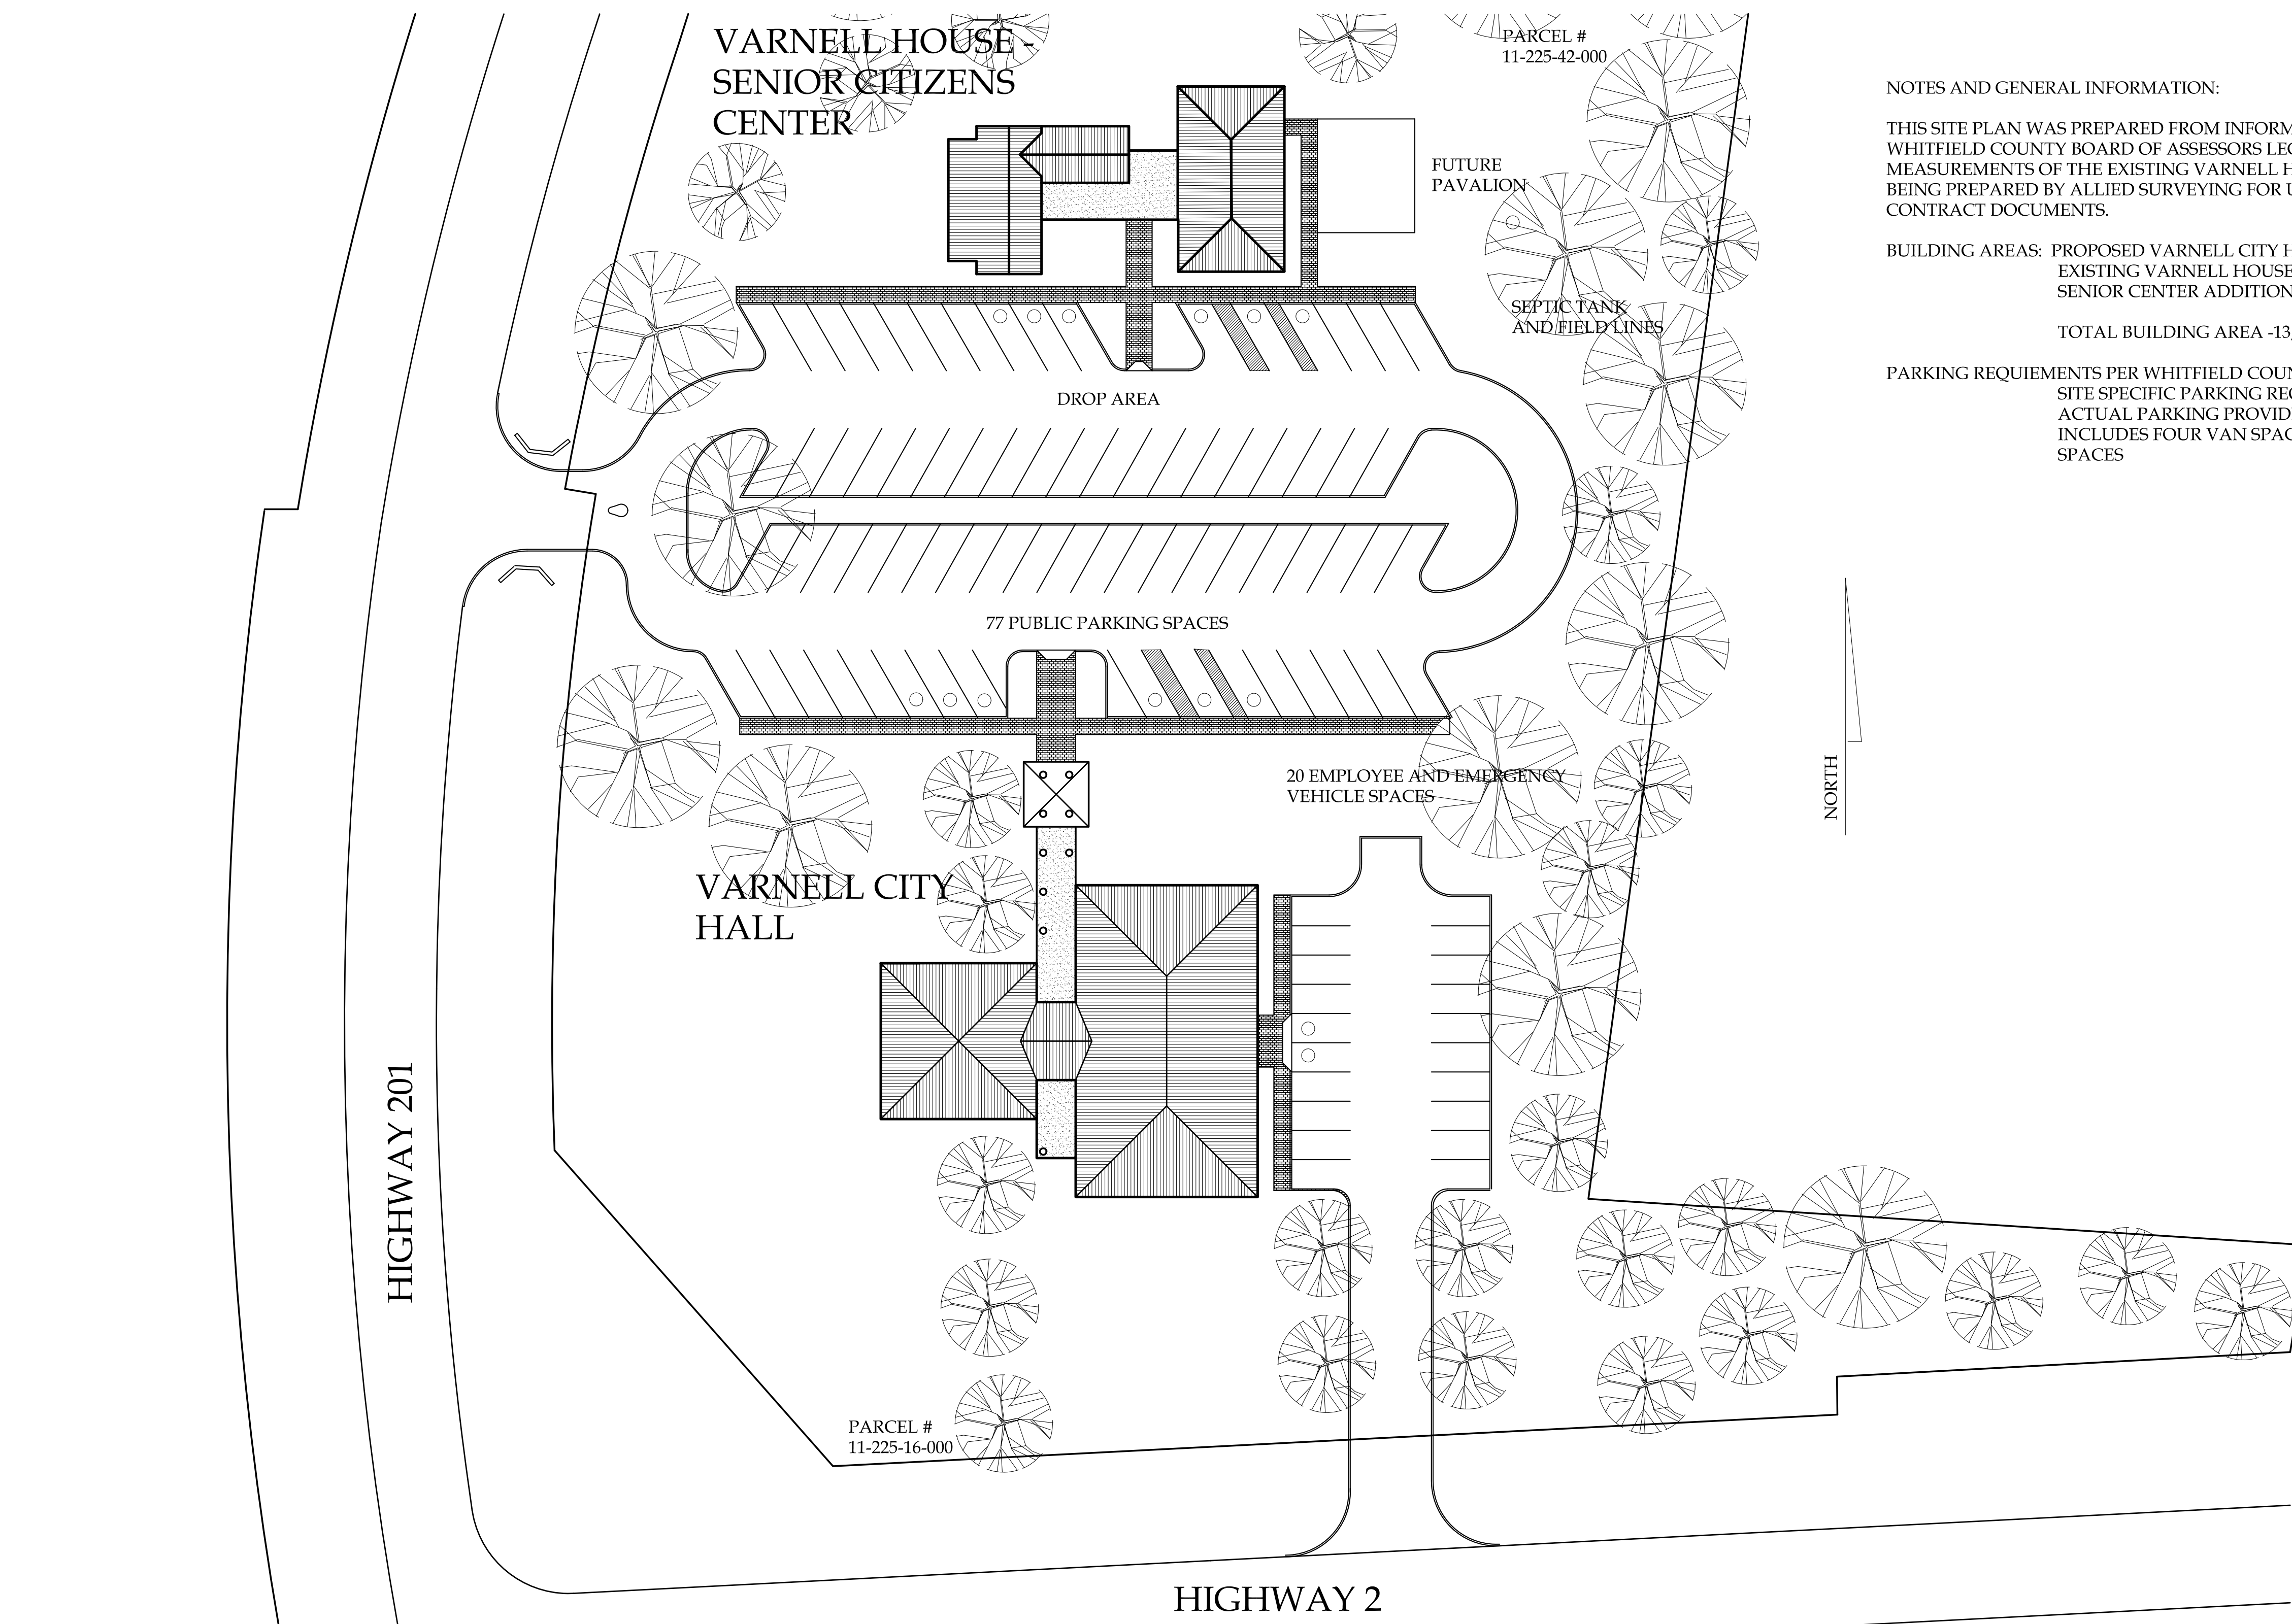 VARNELL HOUSE -
SENIOR CITIZENS
CENTER
PARCEL #
11-225-42-000
FUTURE
PAVALION
SEPTIC TANK
AND FIELD LINES
DROP AREA
77 PUBLIC PARKING SPACES
20 EMPLOYEE AND EMERGENCY
VEHICLE SPACES
VARNELL CITY
HALL
HIGHWAY 201
PARCEL #
11-225-16-000
HIGHWAY 2
NORTH
NOTES AND GENERAL INFORMATION:
THIS SITE PLAN WAS PREPARED FROM INFORM
WHITFIELD COUNTY BOARD OF ASSESSORS LEG
MEASUREMENTS OF THE EXISTING VARNELL H
BEING PREPARED BY ALLIED SURVEYING FOR U
CONTRACT DOCUMENTS.
BUILDING AREAS: PROPOSED VARNELL CITY H
EXISTING VARNELL HOUSE
SENIOR CENTER ADDITION
TOTAL BUILDING AREA -13,
PARKING REQUIEMENTS PER WHITFIELD COUN
SITE SPECIFIC PARKING REQ
ACTUAL PARKING PROVID
INCLUDES FOUR VAN SPAC
SPACES